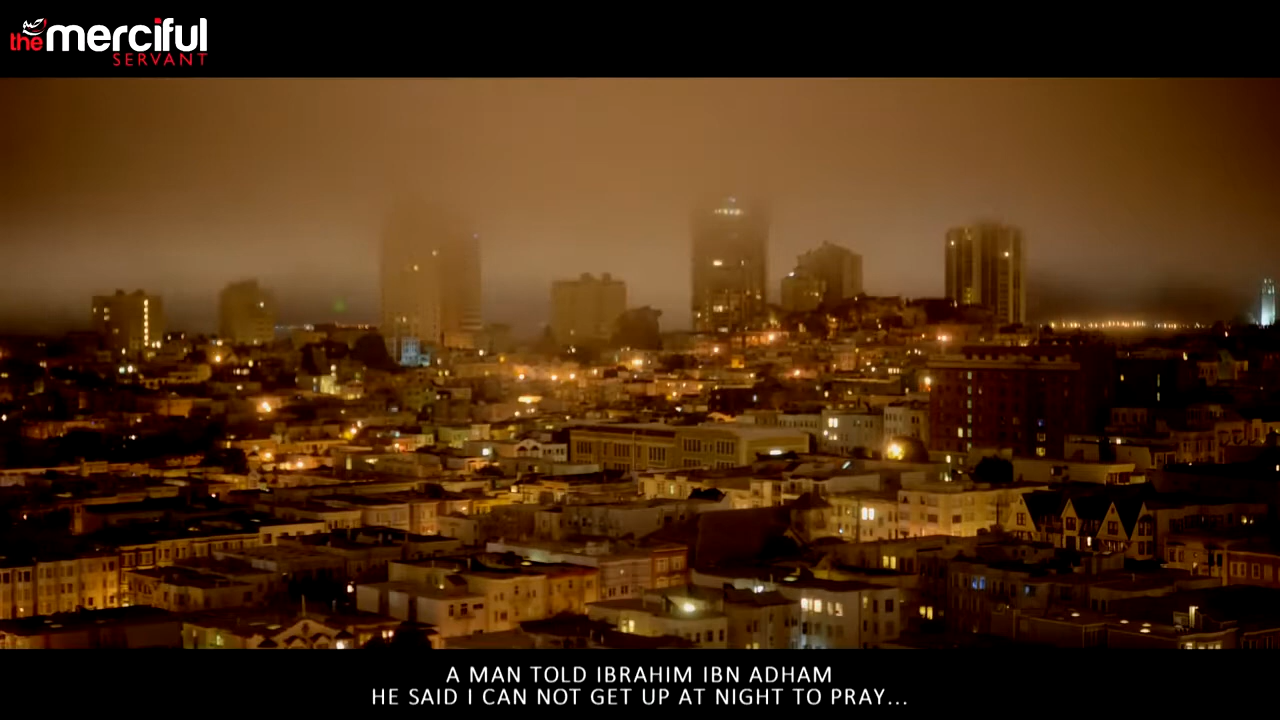 the merciful
SERVANT
A MAN TOLD IBRAHIM IBN ADHAM
HE SAID I CAN NOT GET UP AT NIGHT TO PRAY...